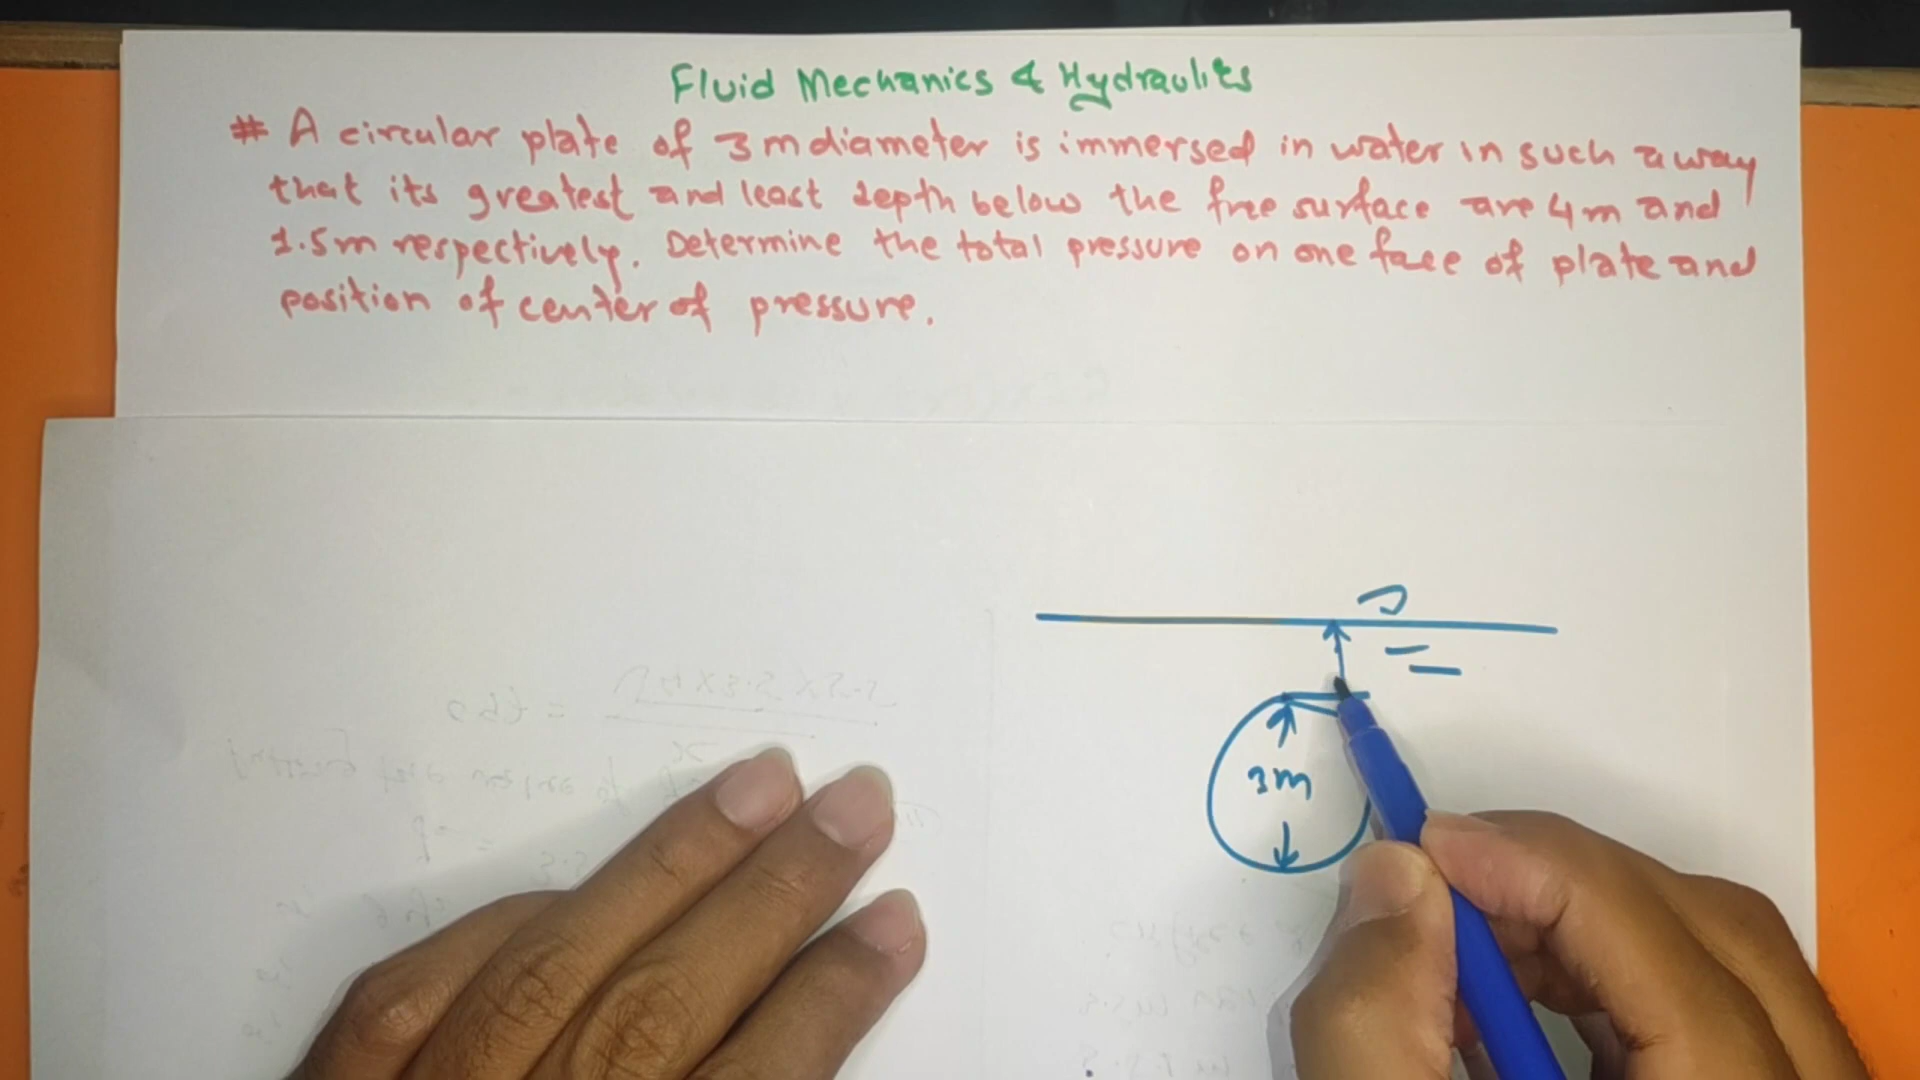 Fluid Mechanics & Hydraulics
# A circular plate of 3m diameter is immersed in water in such a way
that its greatest and least depth below the free surface are 4m and
1.5m respectively. Determine the total pressure on one face of plate and
position of center of pressure.
3m